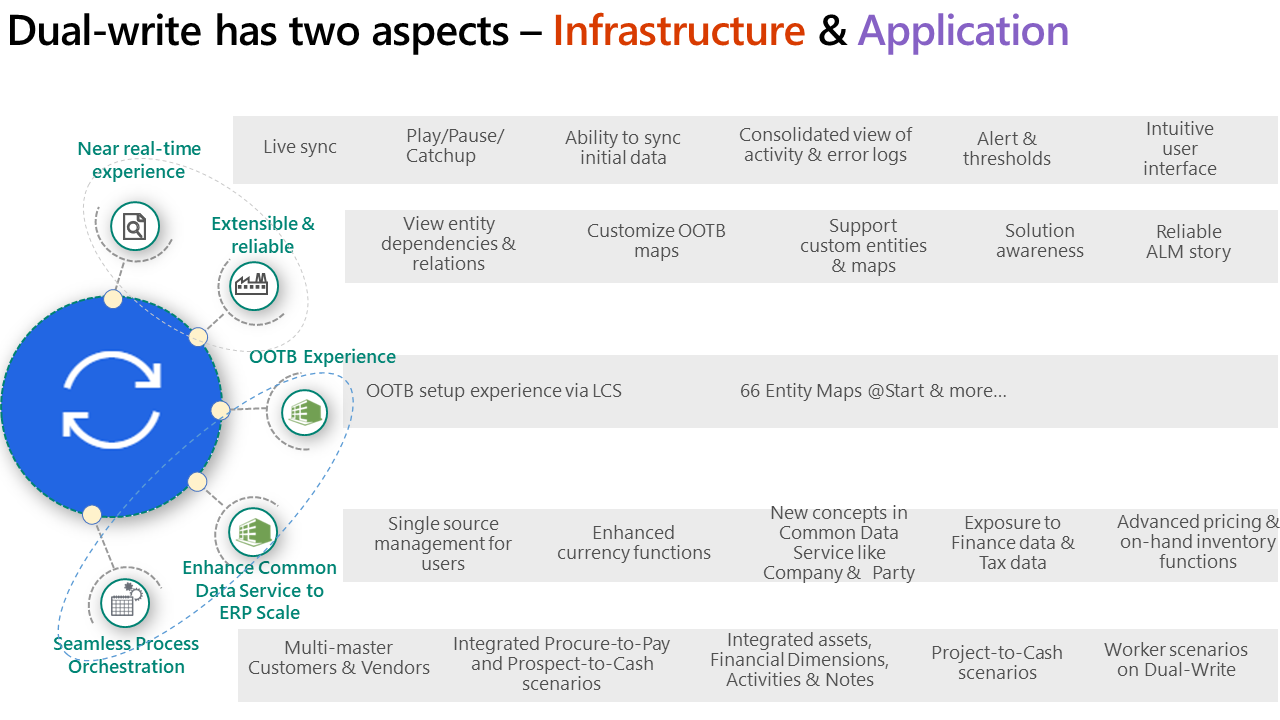 Dual-write has two aspects – Infrastructure & Application
Near real-time
experience
Live sync
Play/Pause/
Catchup
Ability to sync
initial data
Consolidated view of
activity & error logs
Alert &
thresholds
Intuitive
user
interface
Extensible &
reliable
View entity
dependencies &
relations
Customize OOTB
maps
Support
custom entities
& maps
Solution
awareness
Reliable
ALM story
OOTB Experience
OOTB setup experience via LCS
66 Entity Maps @Start & more...
Enhance Common
Data Service to
ERP Scale
Single source
management for
users
Enhanced
currency functions
New concepts in
Common Data
Service like
Company & Party
Exposure to
Finance data &
Tax data
Advanced pricing &
on-hand inventory
functions
Seamless Process
Orchestration
Multi-master
Customers & Vendors
Integrated Procure-to-Pay
and Prospect-to-Cash
scenarios
Integrated assets,
Financial Dimensions,
Activities & Notes
Project-to-Cash
scenarios
Worker scenarios
on Dual-Write